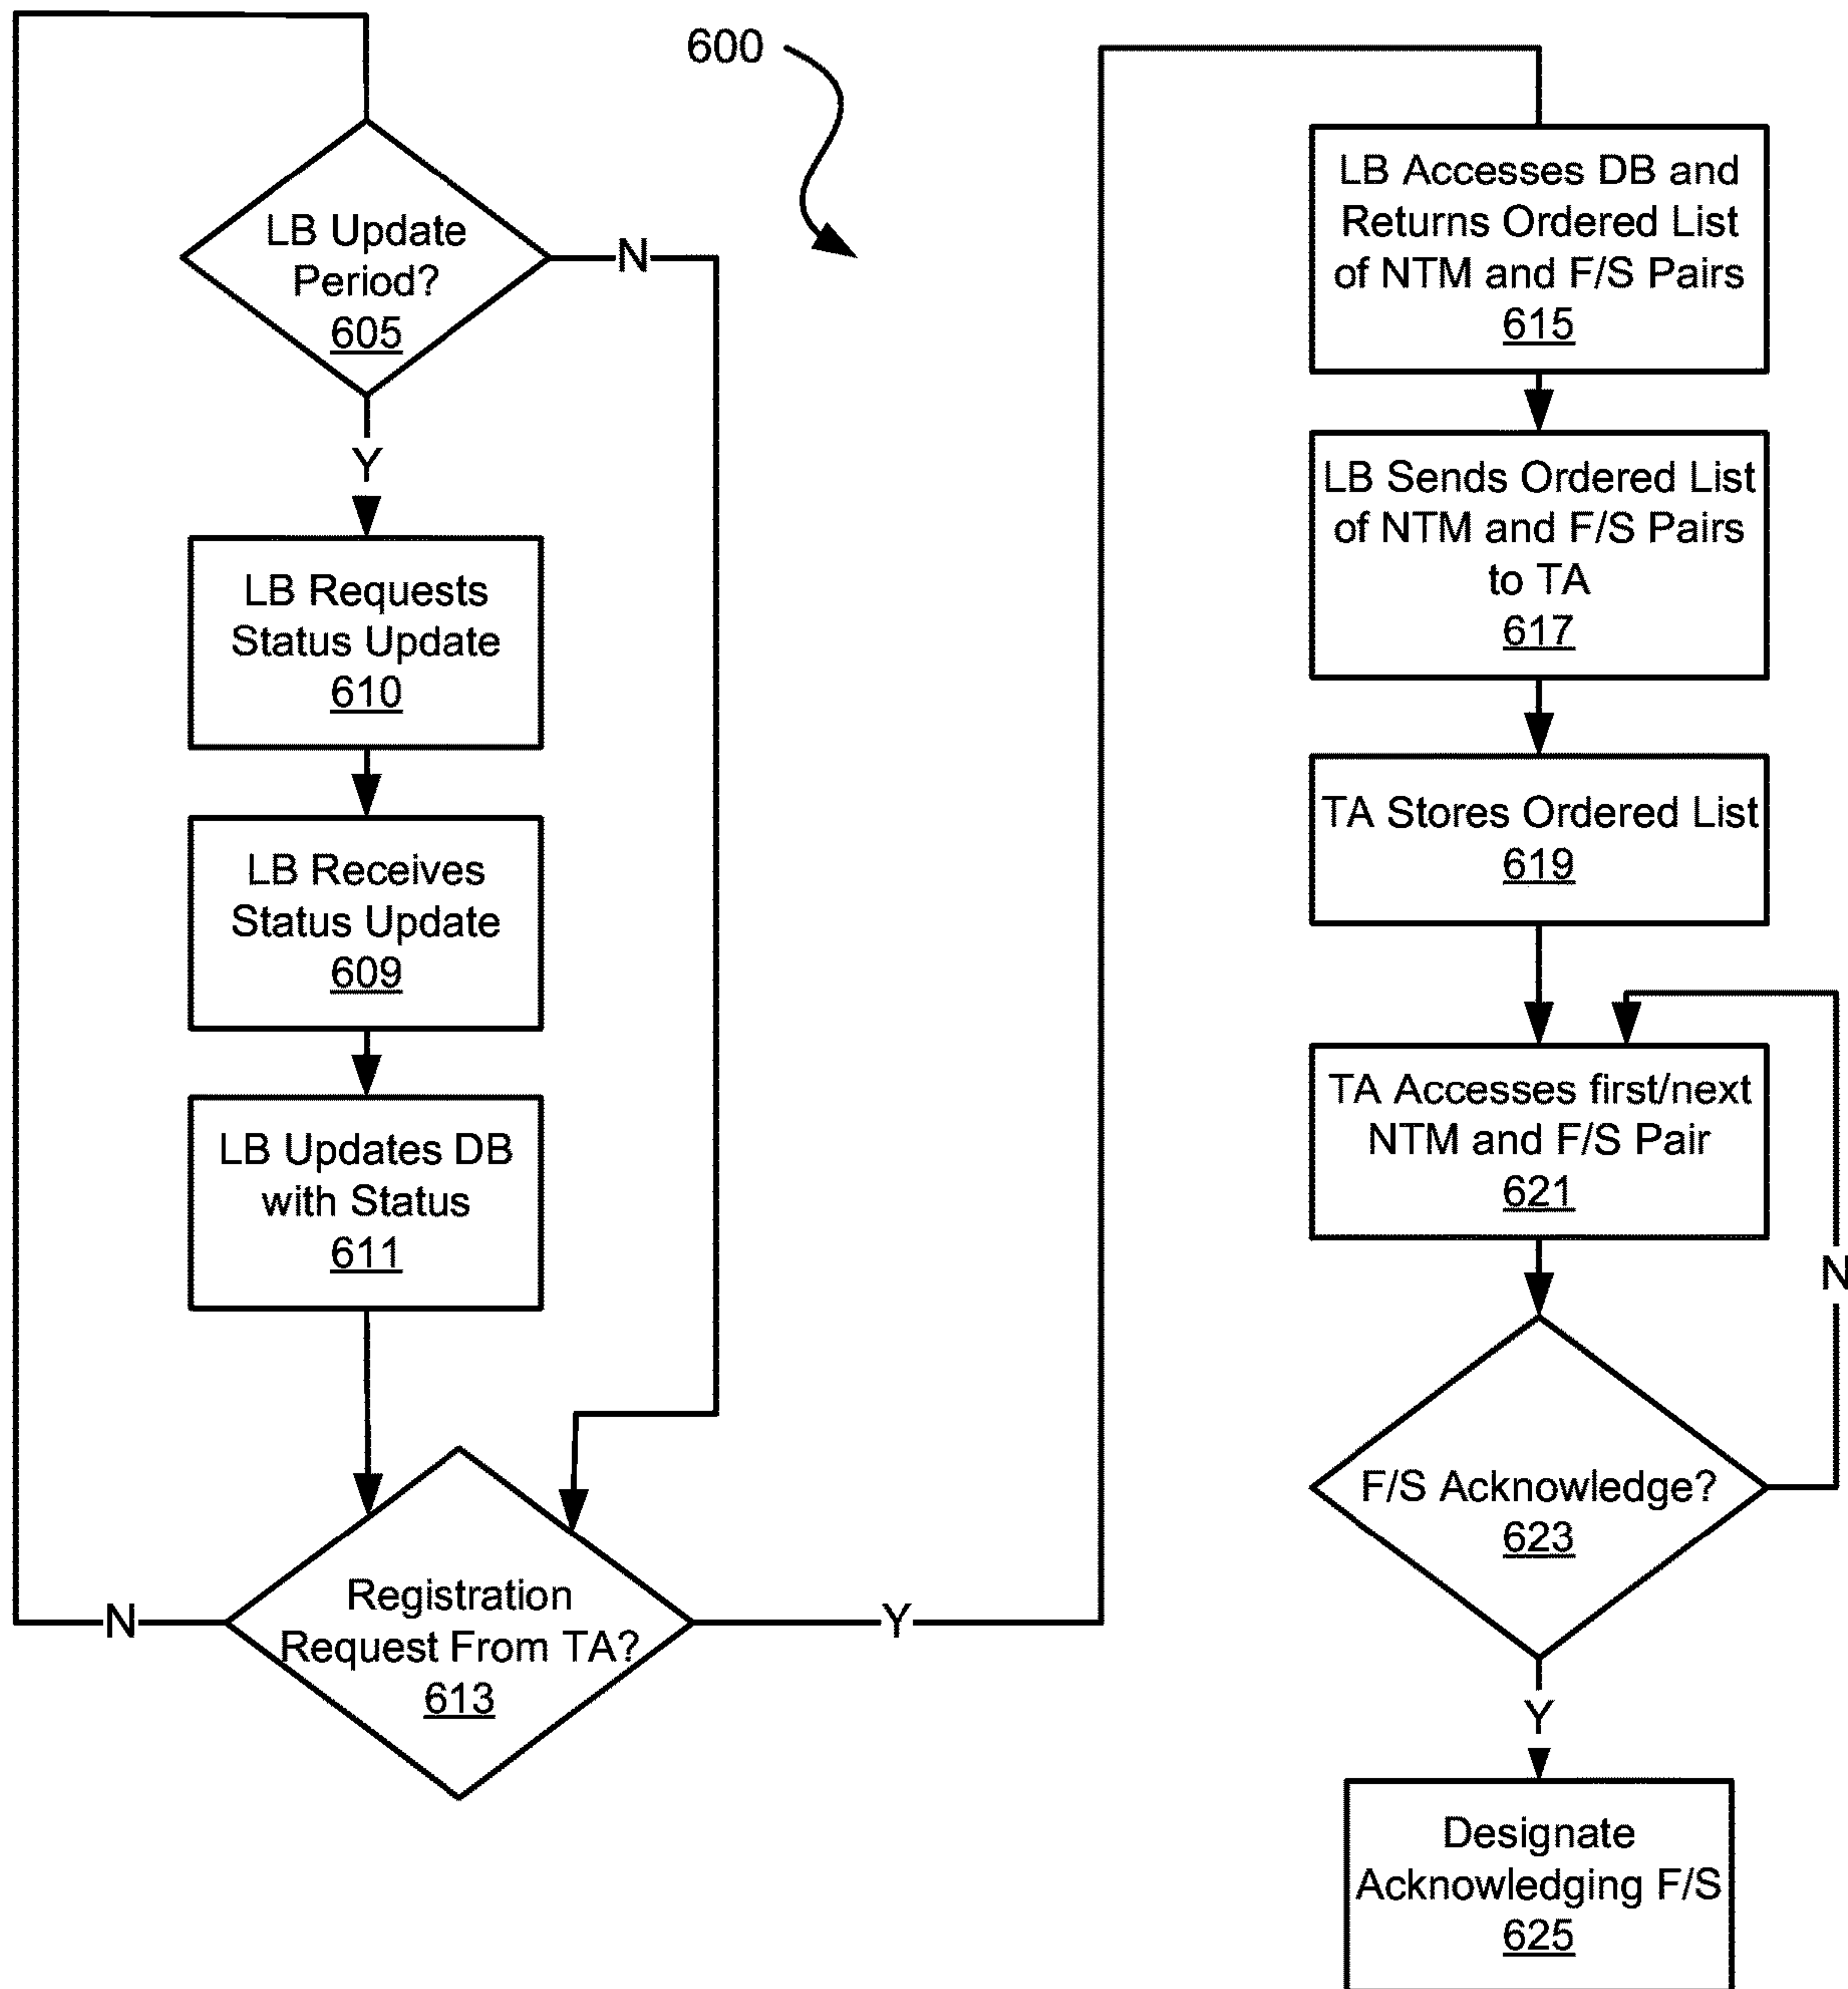 600
LB Update
Period?
605
N
Y
LB Requests
Status Update
610
LB Receives
Status Update
609
LB Updates DB
with Status
611
Registration
Request From TA?
613
N
Y
LB Accesses DB and
Returns Ordered List
of NTM and F/S Pairs
615
LB Sends Ordered List
of NTM and F/S Pairs
to TA
617
TA Stores Ordered List
619
TA Accesses first/next
NTM and F/S Pair
621
N
F/S Acknowledge?
623
Y
Designate
Acknowledging F/S
625